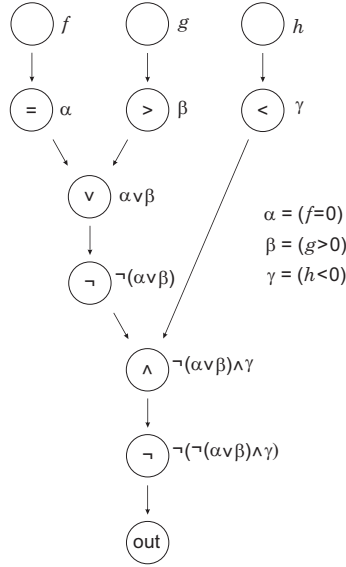 f g h
= α > β < γ
∨ α∨β
α = (f=0)
β = (g>0)
¬ ¬(α∨β) γ = (h<0)
∧ ¬(α∨β)∧γ
¬ ¬(¬(α∨β)∧γ)
out